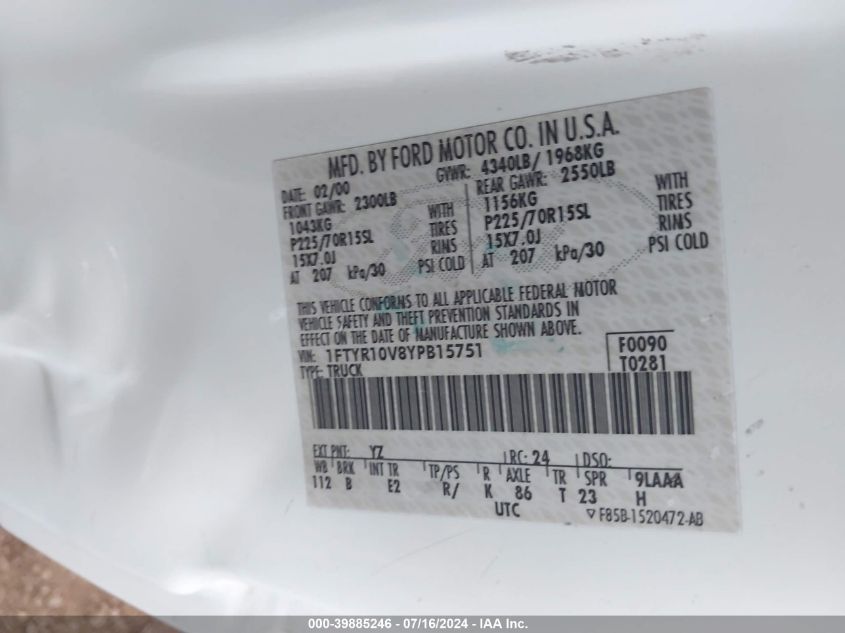 MFD. BY FORD MOTOR CO. IN U.S.A.
DATE: 02/00 GVWR: 4340LB/ 1968KG
FRONT GAWR: 2300LB REAR GAWR: 2550LB
1043KG WITH 1156KG WITH
P225/70R15SL TIRES P225/70R15SL TIRES
15X7.0J RINS 15X7.0J RINS
AT 207 kPa/30 PSI COLD AT 207 kPa/30 PSI COLD
THIS VEHICLE CONFORMS TO ALL APPLICABLE FEDERAL MOTOR
VEHICLE SAFETY AND THEFT PREVENTION STANDARDS IN
EFFECT ON THE DATE OF MANUFACTURE SHOWN ABOVE.
VIN: 1FTYR10V8YPB15751 F0090
TYPE: TRUCK T0281
EXT PNT: YZ RC: 24 DSO:
WB BRK INT TR TP/PS R AXLE TR SPR 9LAAA
112 B E2 R/ K 86 T 23 H
UTC ▽F85B-1520472-AB
000-39885246 - 07/16/2024 - IAA Inc.